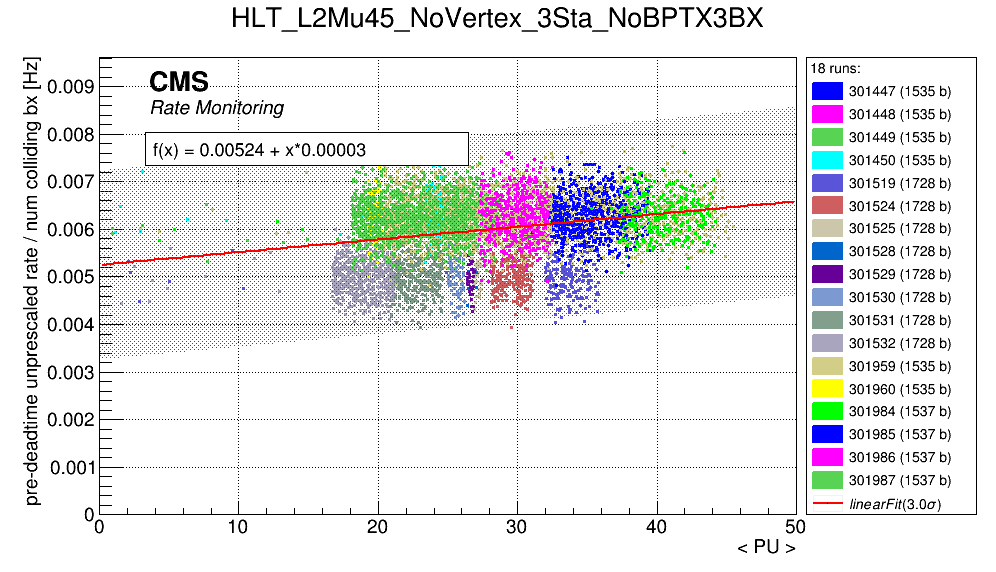 HLT_L2Mu45_NoVertex_3Sta_NoBPTX3BX
pre-deadtime unprescaled rate / num colliding bx [Hz]
0.009
0.008
0.007
0.006
0.005
0.004
0.003
0.002
0.001
0
CMS
Rate Monitoring
f(x) = 0.00524 + x*0.00003
0 10 20 30 40 50
< PU >
18 runs:
301447 (1535 b)
301448 (1535 b)
301449 (1535 b)
301450 (1535 b)
301519 (1728 b)
301524 (1728 b)
301525 (1728 b)
301528 (1728 b)
301529 (1728 b)
301530 (1728 b)
301531 (1728 b)
301532 (1728 b)
301959 (1535 b)
301960 (1535 b)
301984 (1537 b)
301985 (1537 b)
301986 (1537 b)
301987 (1537 b)
linearFit(3.0σ)